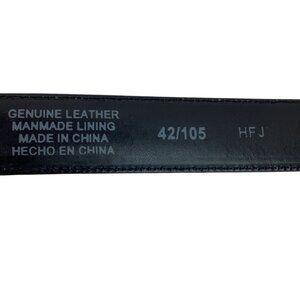 GENUINE LEATHER
MANMADE LINING
MADE IN CHINA
HECHO EN CHINA
42/105
HFJ